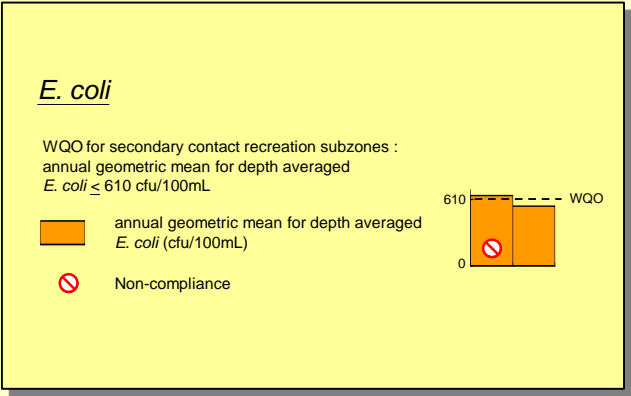 E. coli
WQO for secondary contact recreation subzones :
annual geometric mean for depth averaged
E. coli ≤ 610 cfu/100mL
annual geometric mean for depth averaged
E. coli (cfu/100mL)
Non-compliance
610
WQO
0